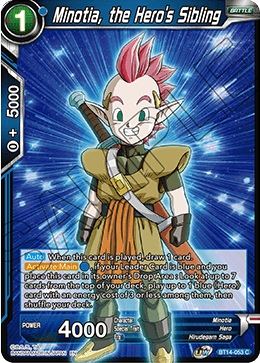 1 Minotia, the Hero's Sibling BATTLE
0 + 5000
Auto When this card is played, draw 1 card.
Activate: Main , if your Leader Card is blue and you
place this card in its owner's Drop Area : Look at up to 7
cards from the top of your deck, play up to 1 blue ⟪Hero⟫
card with an energy cost of 3 or less among them, then
shuffle your deck.
POWER 4000
Character Minotia
Special Trait Hero
Era Hirudegarn Saga
BT14-053 C